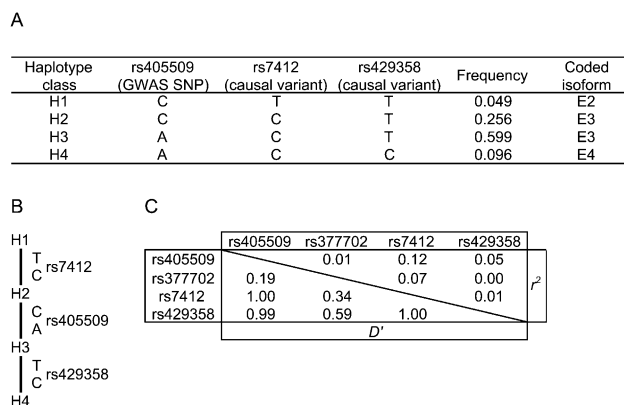 A
Haplotype class rs405509 (GWAS SNP) rs7412 (causal variant) rs429358 (causal variant) Frequency Coded isoform
H1 C T T 0.049 E2
H2 C C T 0.256 E3
H3 A C T 0.599 E3
H4 A C C 0.096 E4
B
H1
T
C rs7412
H2
C
A rs405509
H3
T
C rs429358
H4
C
rs405509 rs377702 rs7412 rs429358
rs405509 0.01 0.12 0.05
rs377702 0.19 0.07 0.00
rs7412 1.00 0.34 0.01
rs429358 0.99 0.59 1.00
r²
D'